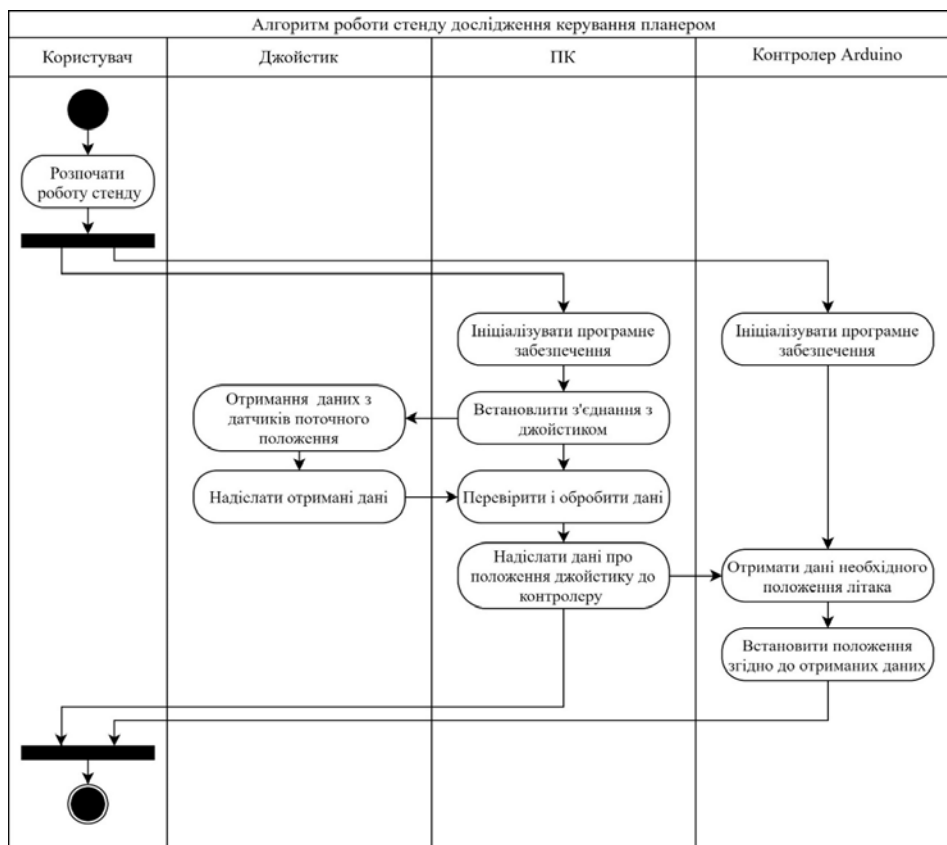 Алгоритм роботи стенду дослідження керування планером
Користувач
Джойстик
ПК
Контролер Arduino
Розпочати
роботу стенду
Ініціалізувати програмне
забезпечення
Ініціалізувати програмне
забезпечення
Отримання даних з
датчиків поточного
положення
Встановлити з'єднання з
джойстиком
Надіслати отримані дані
Перевірити і обробити дані
Надіслати дані про
положення джойстику до
контролеру
Отримати дані необхідного
положення літака
Встановити положення
згідно до отриманих даних